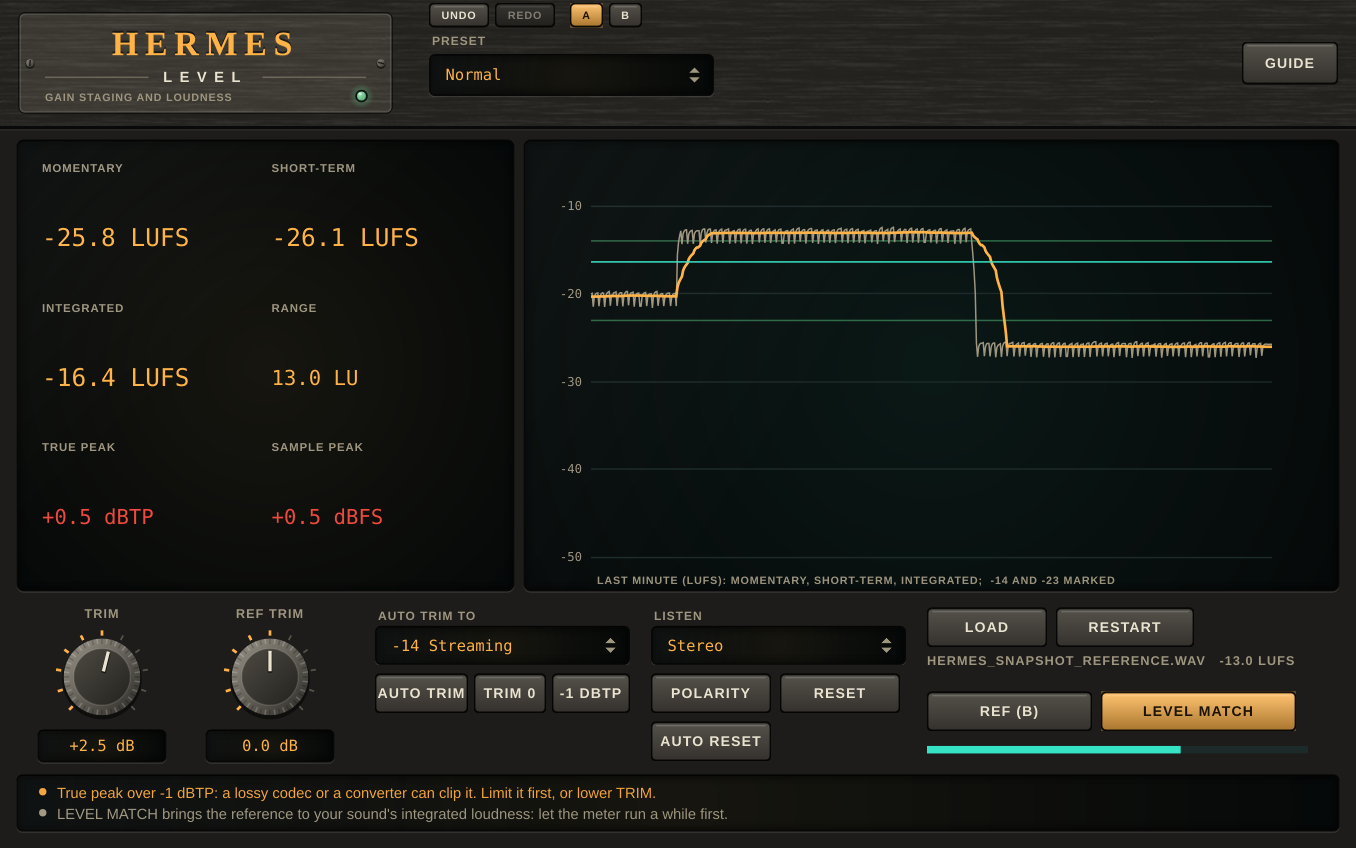 HERMES
LEVEL
GAIN STAGING AND LOUDNESS
UNDO REDO A B
PRESET
Normal
GUIDE
MOMENTARY SHORT-TERM
-25.8 LUFS -26.1 LUFS
INTEGRATED RANGE
-16.4 LUFS 13.0 LU
TRUE PEAK SAMPLE PEAK
+0.5 dBTP +0.5 dBFS
-10
-20
-30
-40
-50
LAST MINUTE (LUFS): MOMENTARY, SHORT-TERM, INTEGRATED; -14 AND -23 MARKED
TRIM REF TRIM
+2.5 dB 0.0 dB
AUTO TRIM TO
-14 Streaming
AUTO TRIM TRIM 0 -1 DBTP
LISTEN
Stereo
POLARITY RESET
AUTO RESET
LOAD RESTART
HERMES_SNAPSHOT_REFERENCE.WAV -13.0 LUFS
REF (B) LEVEL MATCH
True peak over -1 dBTP: a lossy codec or a converter can clip it. Limit it first, or lower TRIM.
LEVEL MATCH brings the reference to your sound's integrated loudness: let the meter run a while first.